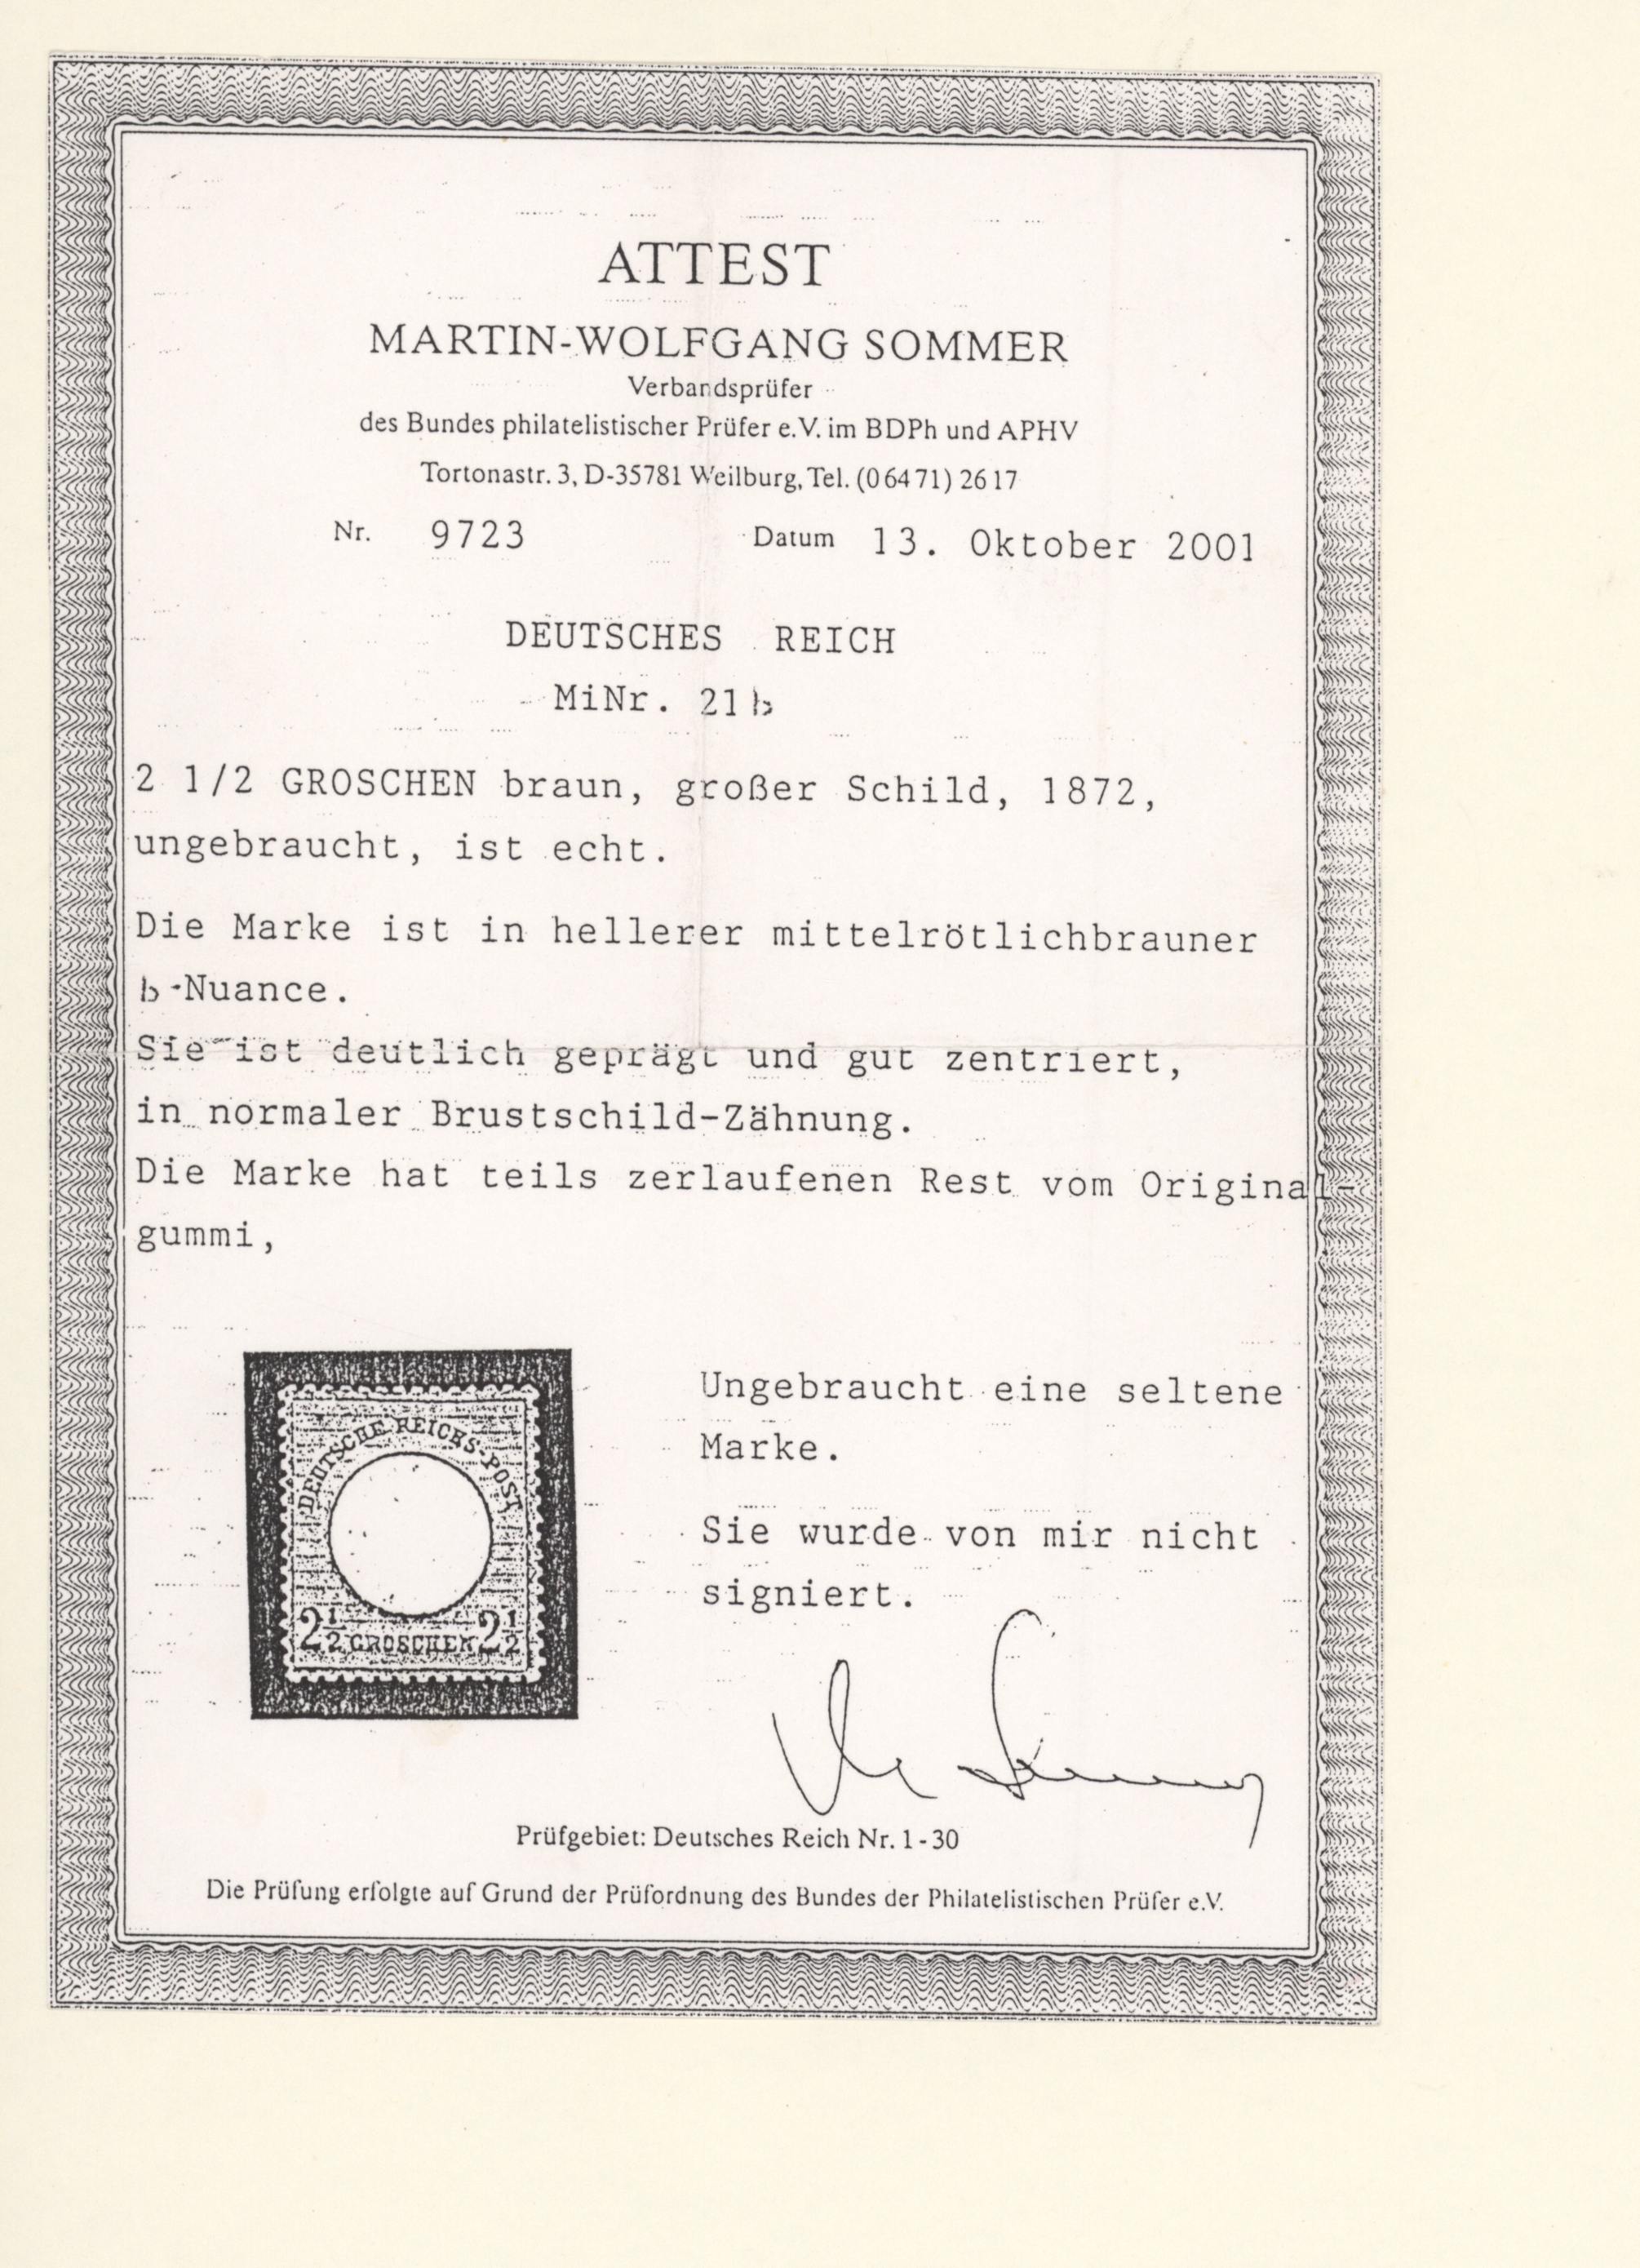 ATTEST
MARTIN-WOLFGANG SOMMER
Verbandsprüfer
des Bundes philatelistischer Prüfer e.V. im BDPh und APHV
Tortonastr. 3, D-35781 Weilburg, Tel. (06471) 2617
Nr. 9723 Datum 13. Oktober 2001
DEUTSCHES REICH
MiNr. 21 b
2 1/2 GROSCHEN braun, großer Schild, 1872,
ungebraucht, ist echt.
Die Marke ist in hellerer mittelrötlichbrauner
b-Nuance.
Sie ist deutlich geprägt und gut zentriert,
in normaler Brustschild-Zähnung.
Die Marke hat teils zerlaufenen Rest vom Original-
gummi,
DEUTSCHE REICHS-POST
2 1/2 GROSCHEN 2 1/2
Ungebraucht eine seltene
Marke.
Sie wurde von mir nicht
signiert.
Prüfgebiet: Deutsches Reich Nr. 1-30
Die Prüfung erfolgte auf Grund der Prüfordnung des Bundes der Philatelistischen Prüfer e.V.